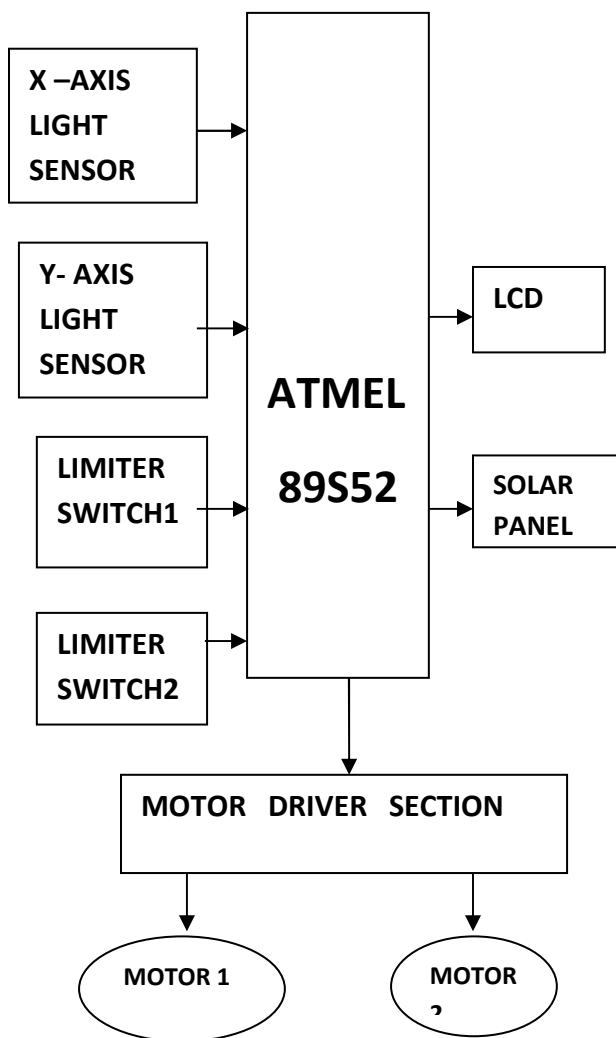 X –AXIS
LIGHT
SENSOR
Y- AXIS
LIGHT
SENSOR
LIMITER
SWITCH1
LIMITER
SWITCH2
ATMEL
89S52
LCD
SOLAR
PANEL
MOTOR DRIVER SECTION
MOTOR 1
MOTOR
2